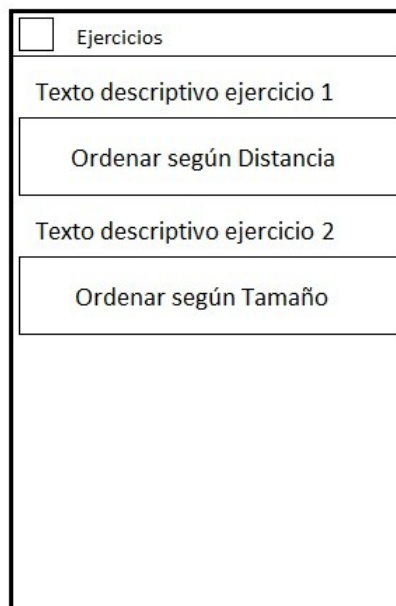 Ejercicios
Texto descriptivo ejercicio 1
Ordenar según Distancia
Texto descriptivo ejercicio 2
Ordenar según Tamaño